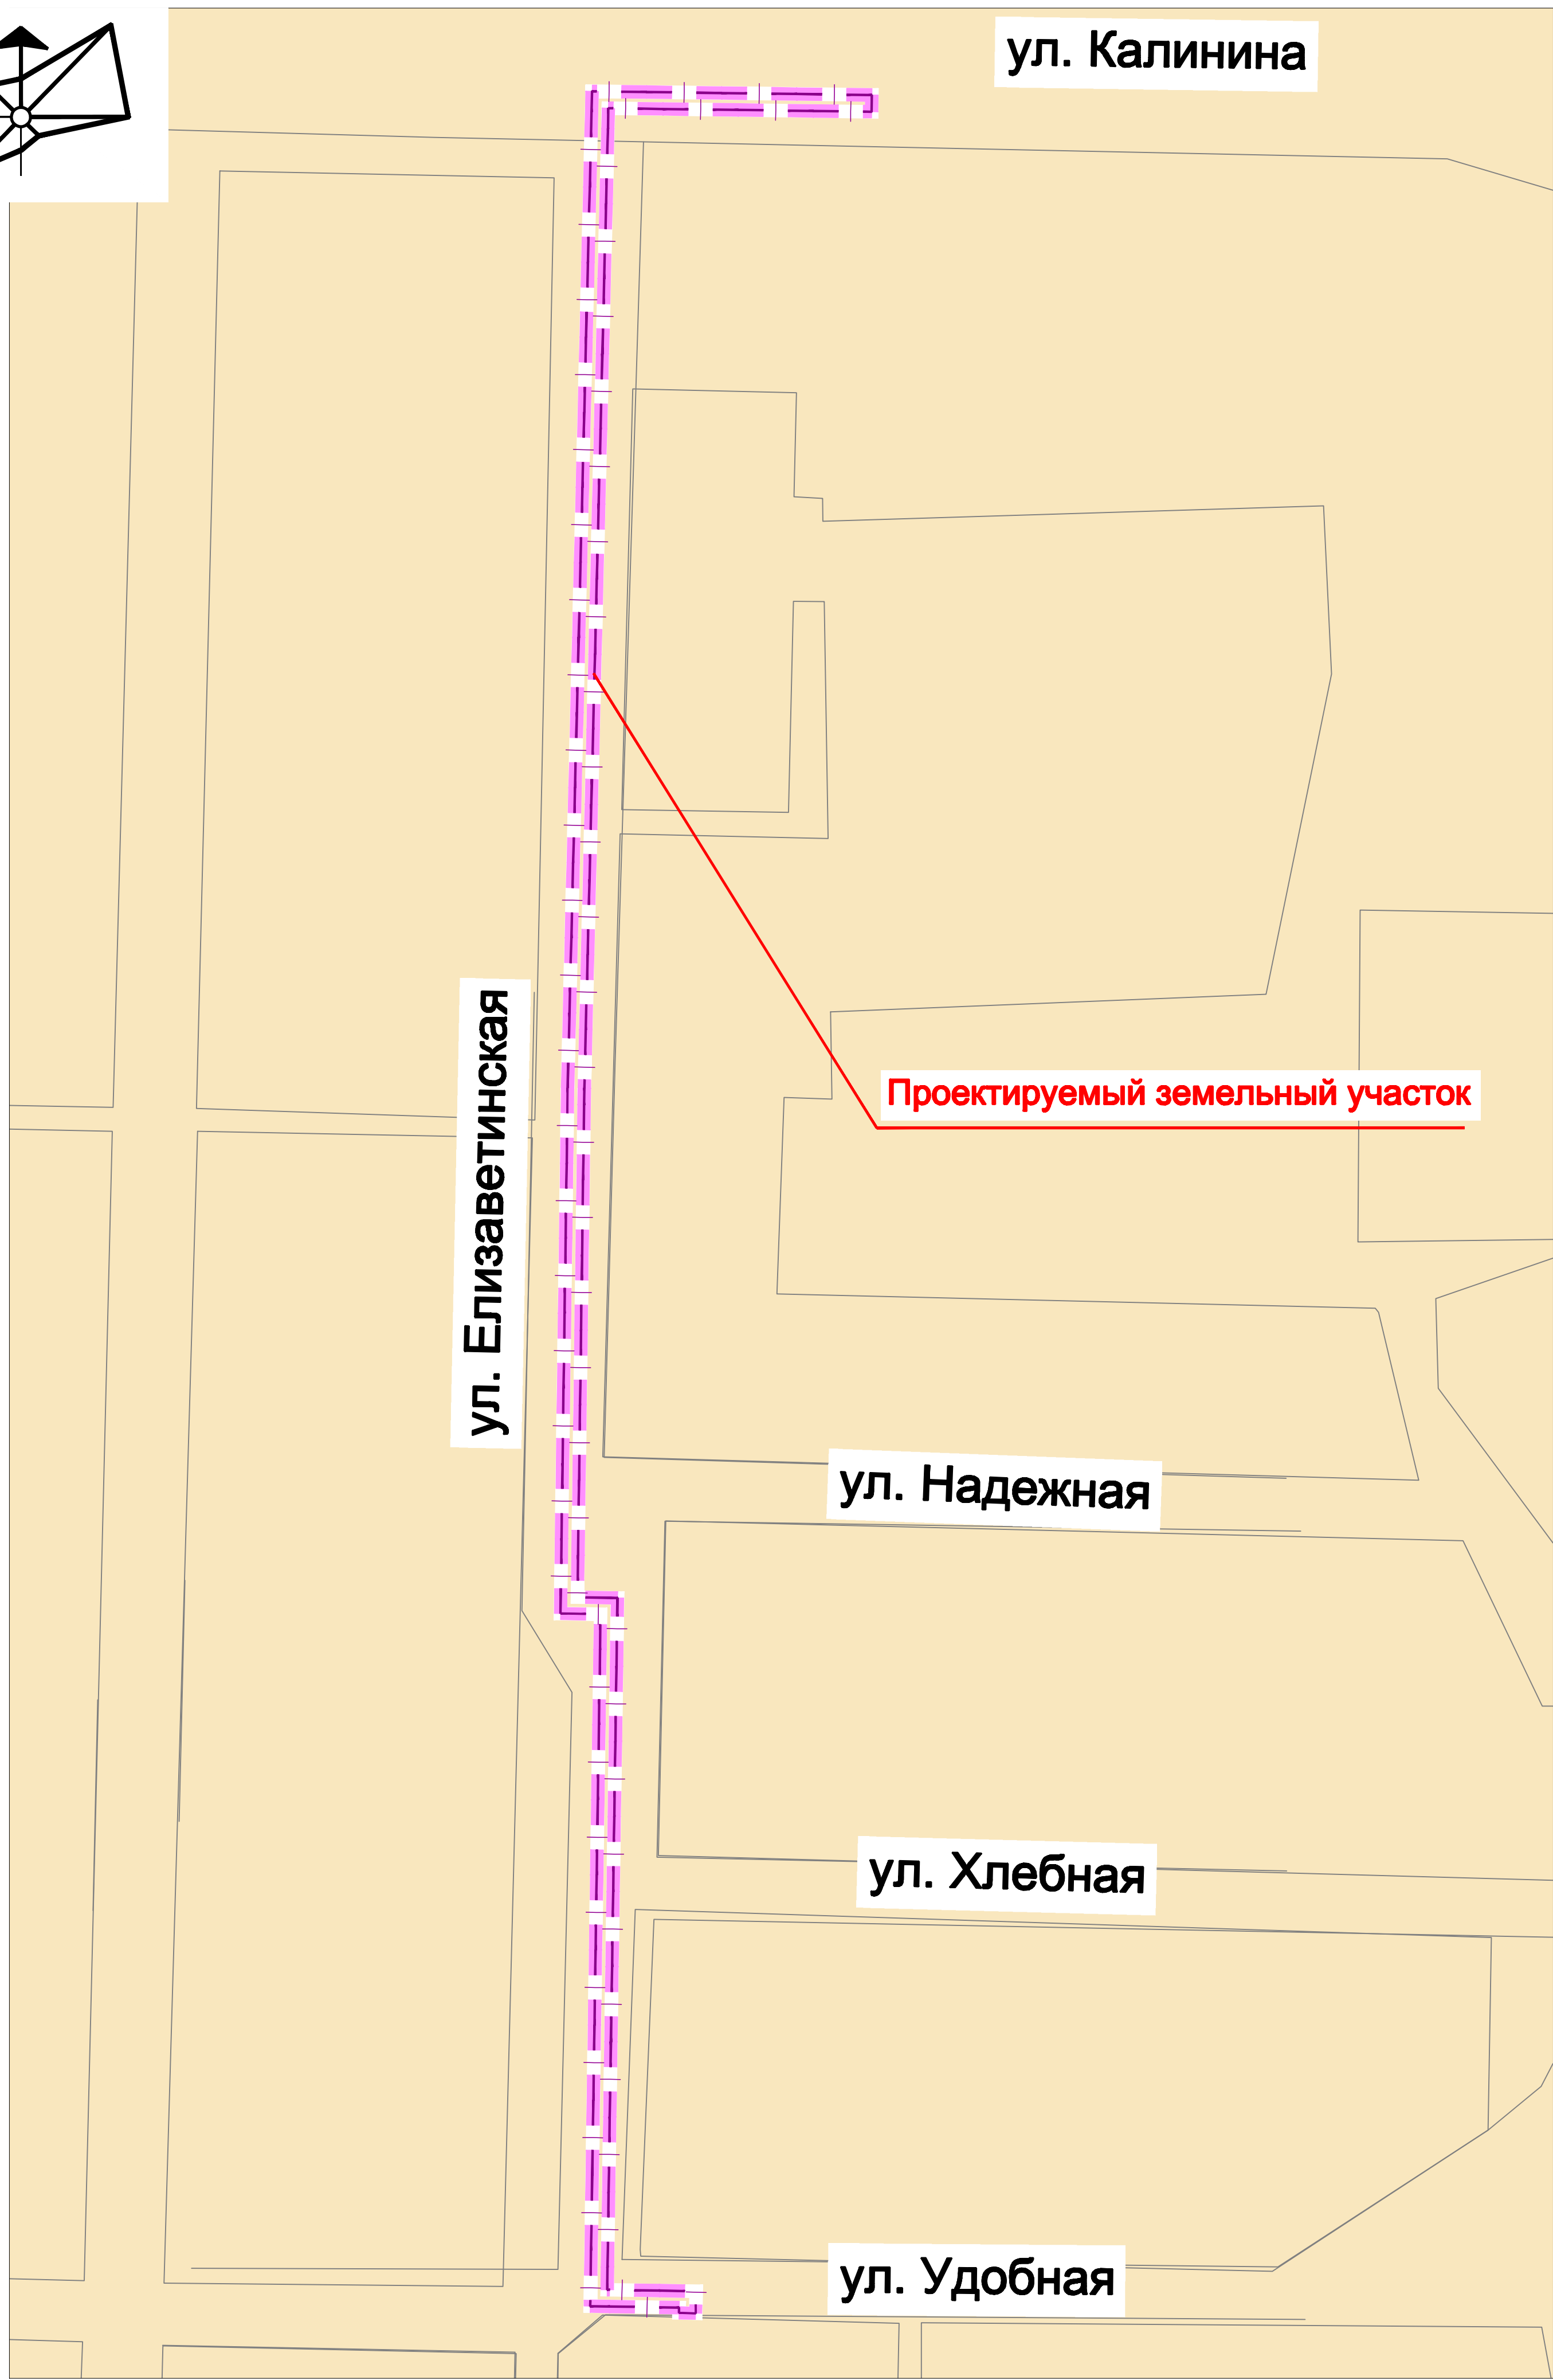 ул. Калинина
ул. Елизаветинская
Проектируемый земельный участок
ул. Надежная
ул. Хлебная
ул. Удобная